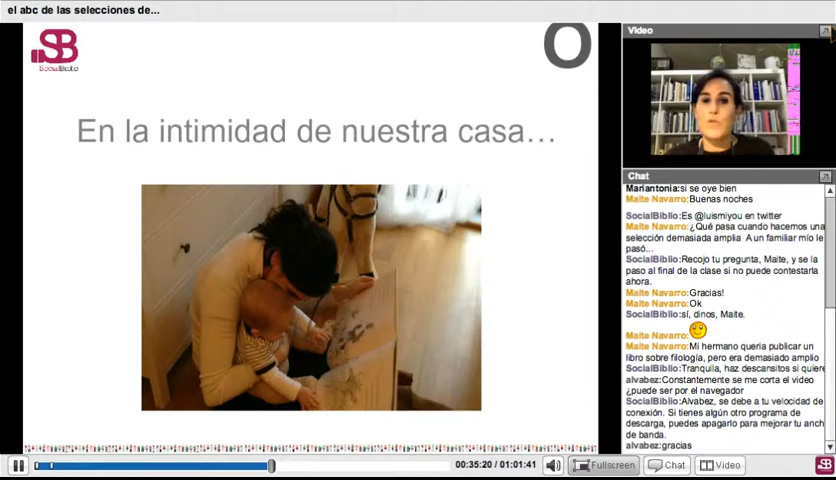 el abc de las selecciones de...
SB
SocialBiblio
O
En la intimidad de nuestra casa…
Video
Chat
Mariantonia:si se oye bien
Maite Navarro:Buenas noches
SocialBiblio:Es @luismiyou en twitter
Maite Navarro:¿Qué pasa cuando hacemos una
selección demasiada amplia A un familiar mío le
pasó...
SocialBiblio:Recojo tu pregunta, Maite, y se la
paso al final de la clase si no puede contestarla
ahora.
Maite Navarro:Gracias!
Maite Navarro:Ok
SocialBiblio:sí, dinos, Maite.
Maite Navarro:
Maite Navarro:Mi hermano queria publicar un
libro sobre filología, pero era demasiado amplio
SocialBiblio:Tranquila, haz descansitos si quiere
alvabez:Constantemente se me corta el video
¿puede ser por el navegador
SocialBiblio:Alvabez, se debe a tu velocidad de
conexión. Si tienes algún otro programa de
descarga, puedes apagarlo para mejorar tu anch
de banda.
alvabez:gracias
00:35:20 / 01:01:41
Fullscreen
Chat
Video
SB